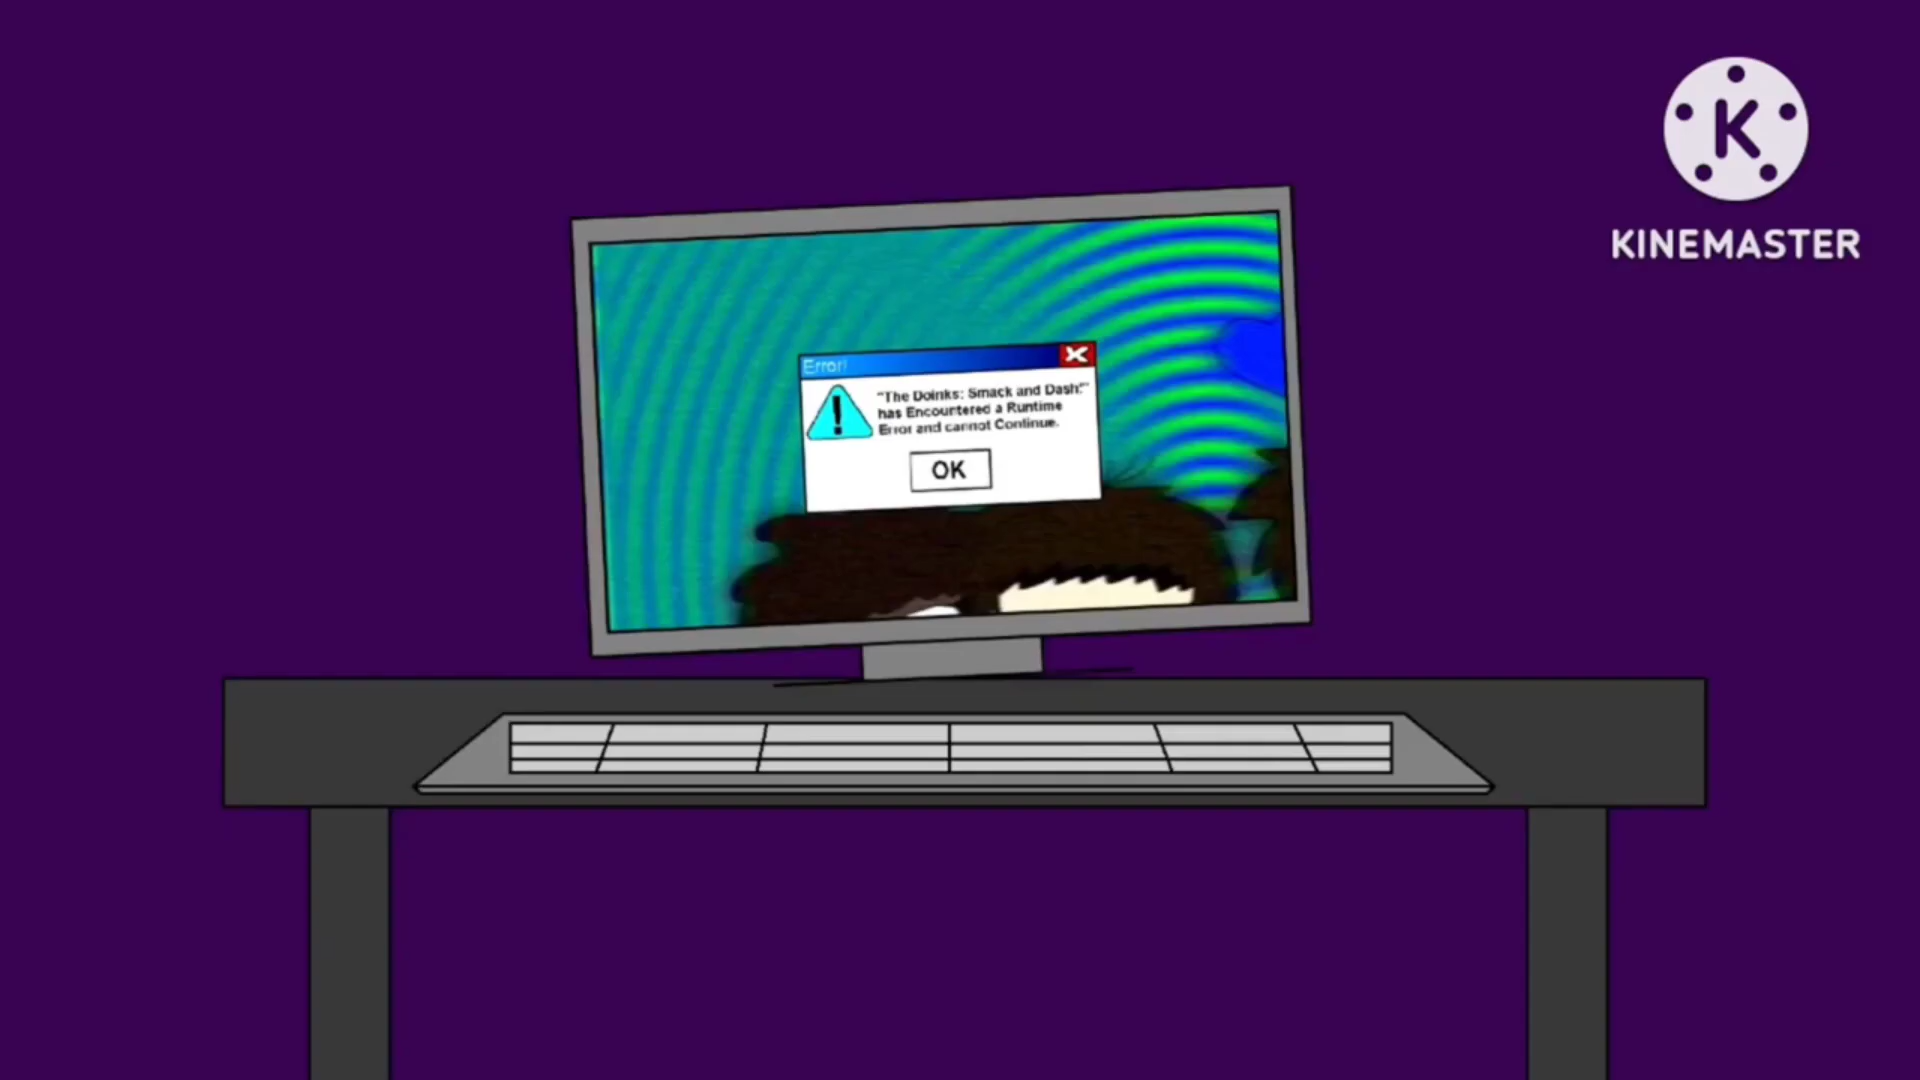 K
KINEMASTER
Error!
"The Doinks: Smack and Dash!"
has Encountered a Runtime
Error and cannot Continue.
OK